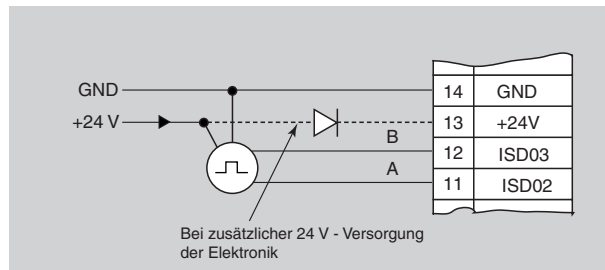 GND
14 GND
+24 V
13 +24V
B
12 ISD03
A
11 ISD02
Bei zusätzlicher 24 V - Versorgung
der Elektronik